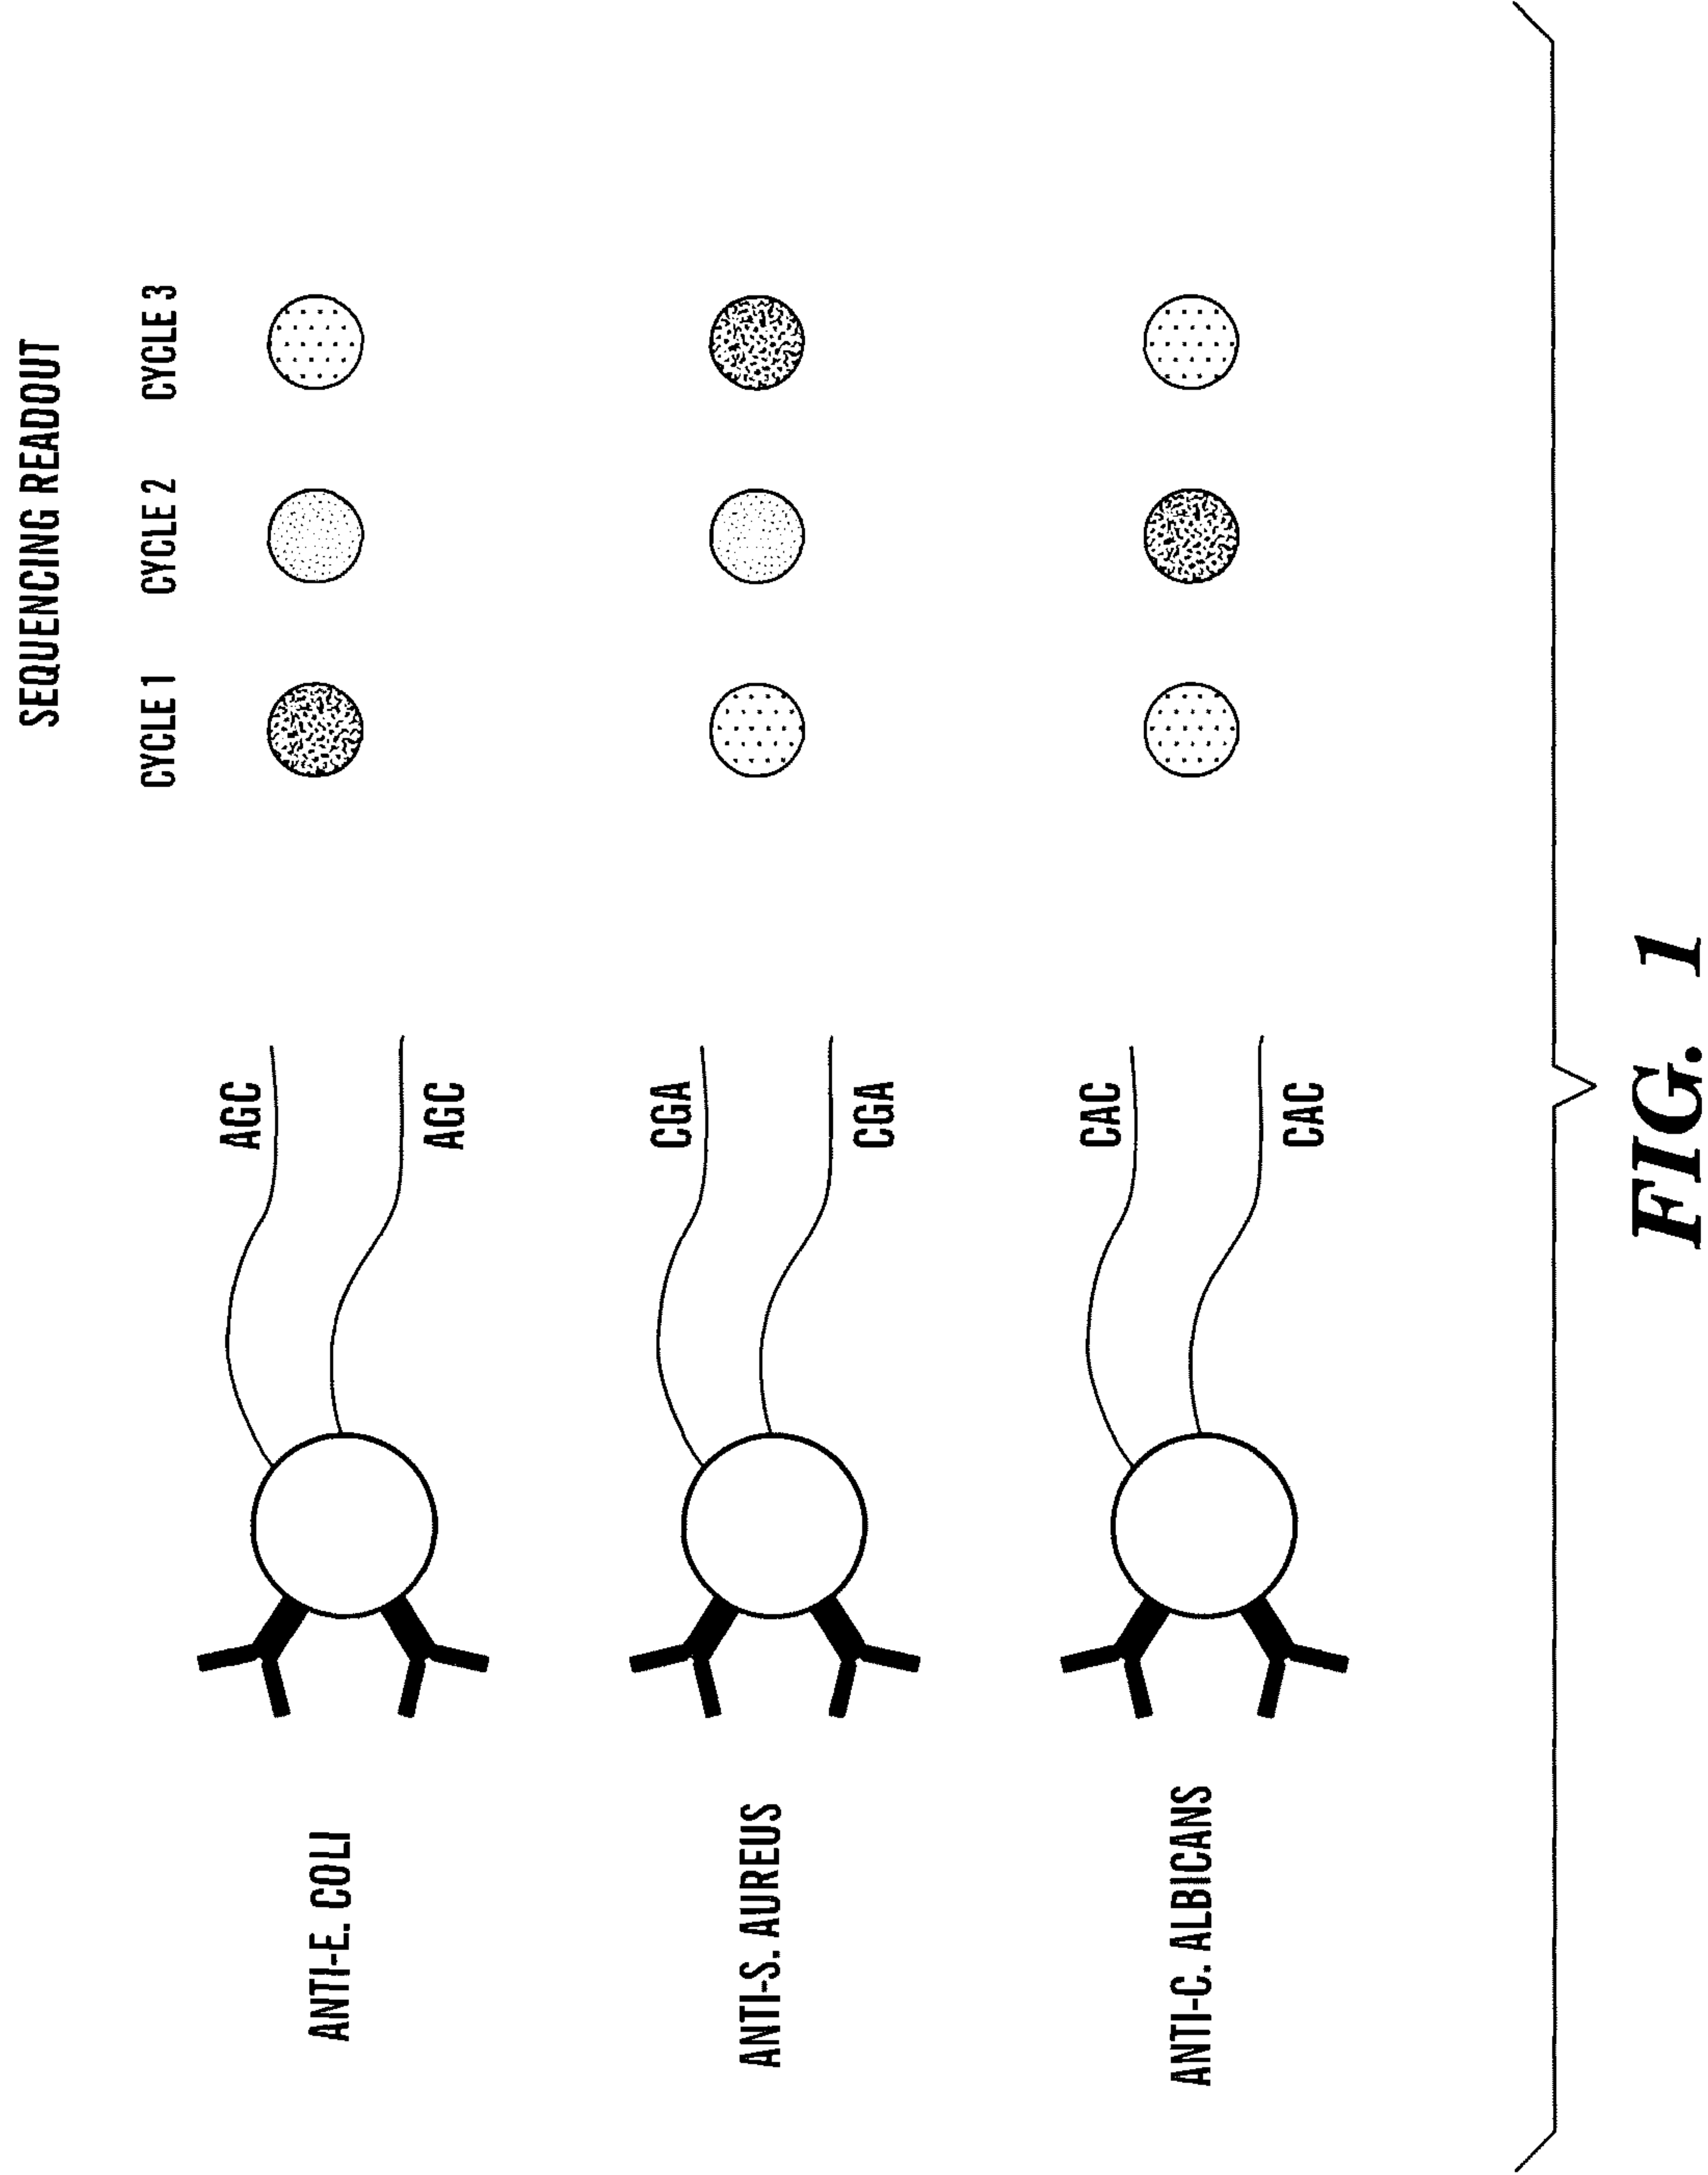 SEQUENCING READOUT
CYCLE 1 CYCLE 2 CYCLE 3
AGC
ANTI-E. COLI
AGC
CGA
ANTI-S. AUREUS
CGA
CAC
ANTI-C. ALBICANS
CAC
FIG. 1